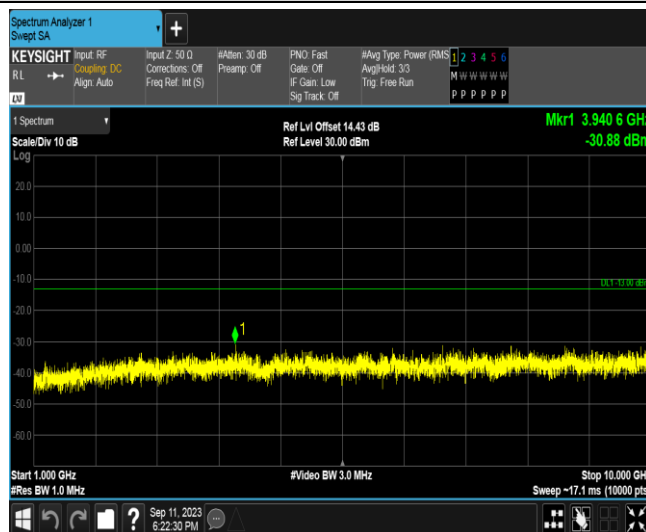 Spectrum Analyzer 1
Swept SA
KEYSIGHT
RL
Input: RF
Coupling: DC
Align: Auto
Input Z: 50 Ω
Corrections: Off
Freq Ref: Int (S)
#Atten: 30 dB
Preamp: Off
PNO: Fast
Gate: Off
IF Gain: Low
Sig Track: Off
#Avg Type: Power (RMS
Avg|Hold: 3/3
Trig: Free Run
1 2 3 4 5 6
M W W W W W
P P P P P P
LXI
1 Spectrum
Scale/Div 10 dB
Log
Ref Lvl Offset 14.43 dB
Ref Level 30.00 dBm
Mkr1 3.940 6 GHz
-30.88 dBm
20.0
10.0
0.00
-10.0
DL1 -13.00 dBm
-20.0
1
-30.0
-40.0
-50.0
-60.0
Start 1.000 GHz
#Res BW 1.0 MHz
#Video BW 3.0 MHz
Stop 10.000 GHz
Sweep ~17.1 ms (10000 pts
Sep 11, 2023
6:22:30 PM